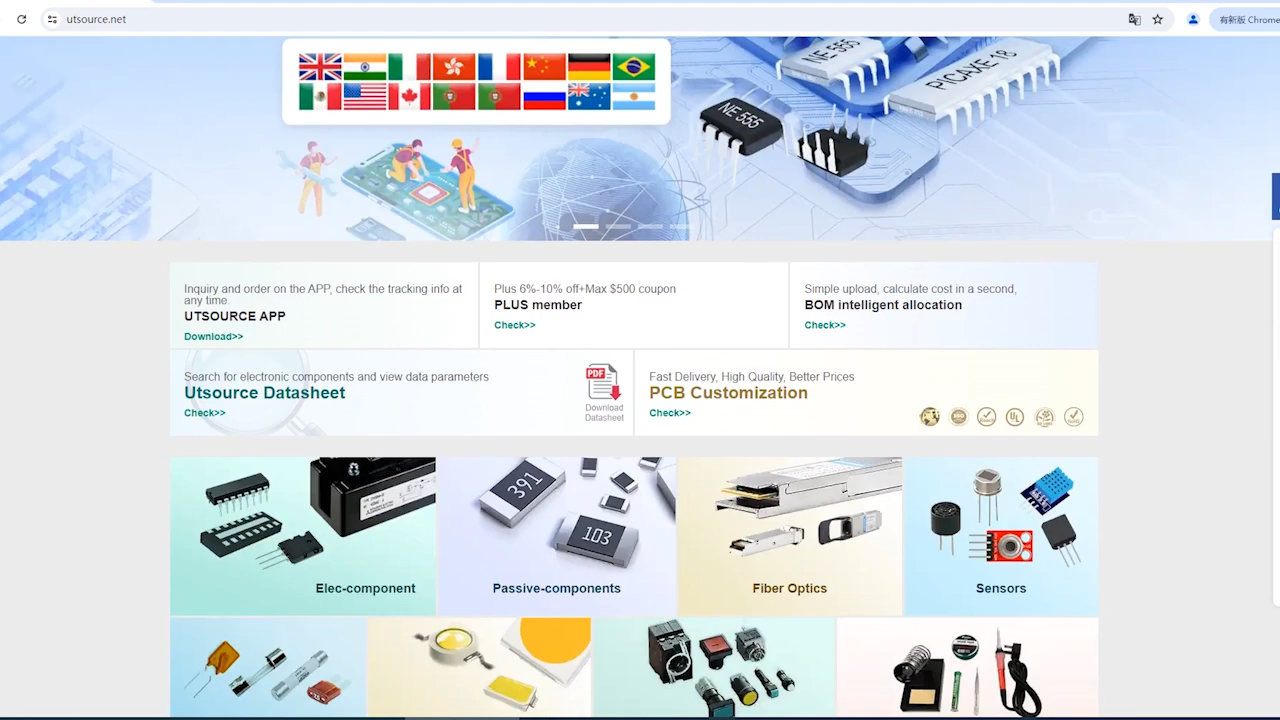 utsource.net
有新版 Chrome
NE 555
PICAXE-18
NE 555
Inquiry and order on the APP, check the tracking info at
any time.
UTSOURCE APP
Download>>
Plus 6%-10% off+Max $500 coupon
PLUS member
Check>>
Simple upload, calculate cost in a second,
BOM intelligent allocation
Check>>
Search for electronic components and view data parameters
Utsource Datasheet
Check>>
PDF
Download
Datasheet
Fast Delivery, High Quality, Better Prices
PCB Customization
Check>>
391
103
Elec-component
Passive-components
Fiber Optics
Sensors